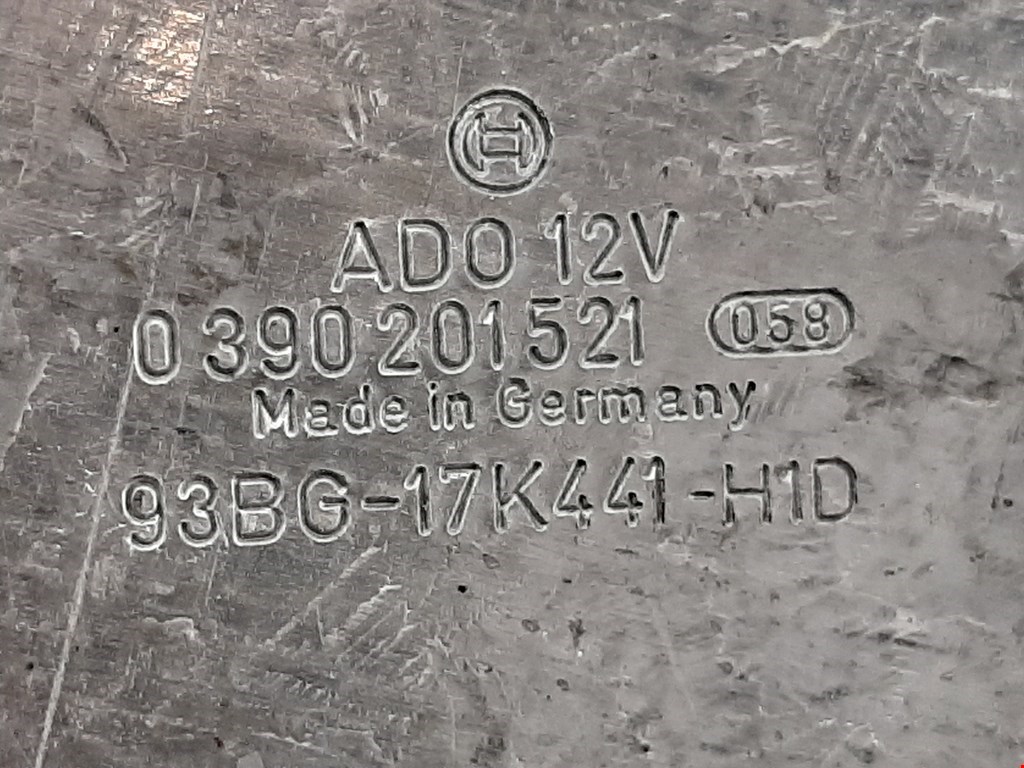 ADO 12V
0 390 201 521 058
Made in Germany
93BG-17K441-H1D